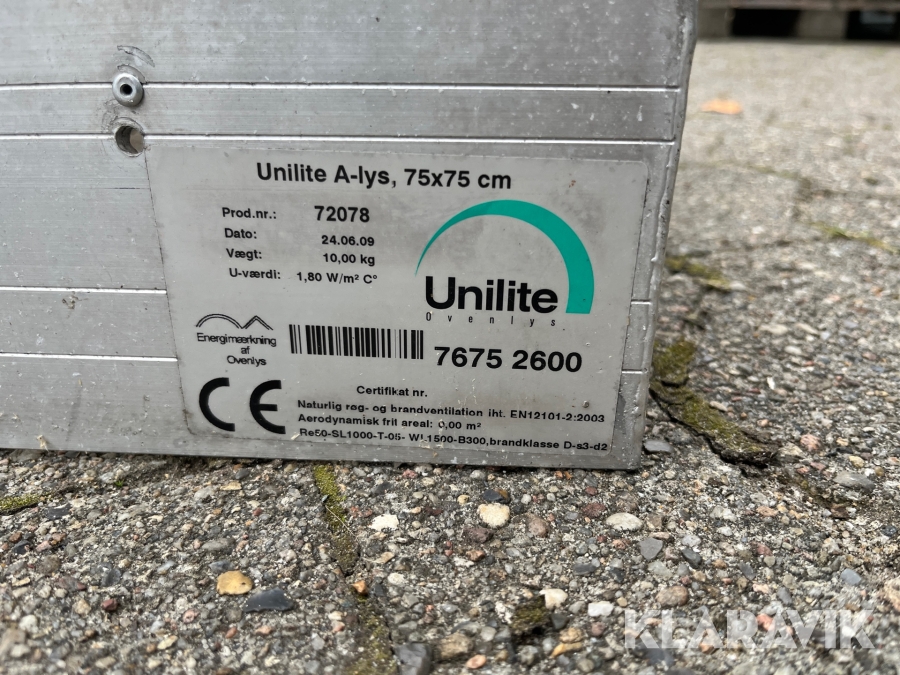 Unilite A-lys, 75x75 cm
Prod.nr.: 72078
Dato: 24.06.09
Vægt: 10,00 kg
U-værdi: 1,80 W/m² C°
Unilite
Ovenlys
Energimærkning
af
Ovenlys
7675 2600
CE
Certifikat nr.
Naturlig røg- og brandventilation iht. EN12101-2:2003
Aerodynamisk fril areal: 0,00 m²
Re50-SL1000-T-05- WL1500-B300,brandklasse D-s3-d2
KLARAVIK